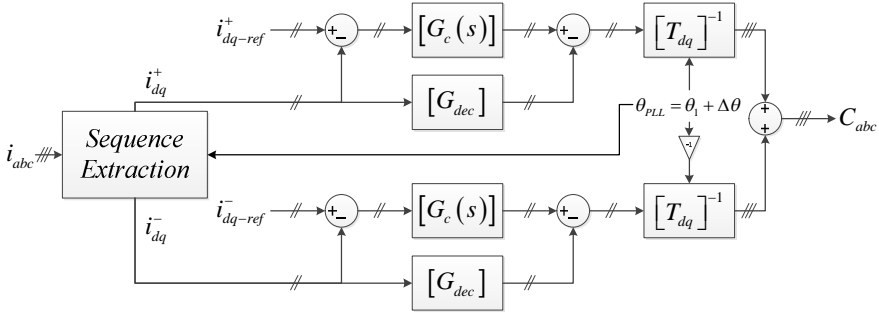 i⁺dq−ref
+
−
[Gc(s)]
+
−
[Tdq]⁻¹
i⁺dq
[Gdec]
θPLL = θ1 + Δθ
+
+
Cabc
iabc
Sequence
Extraction
-1
i⁻dq
i⁻dq−ref
+
−
[Gc(s)]
+
−
[Tdq]⁻¹
[Gdec]